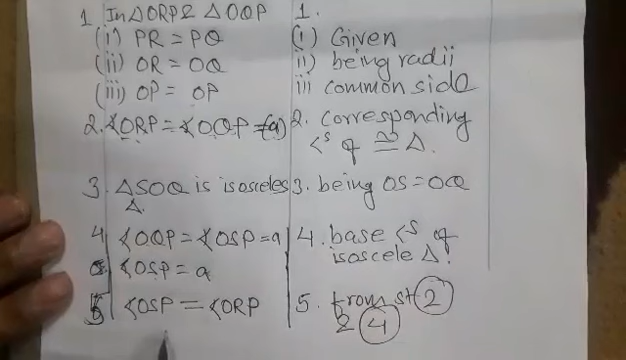 1. In △ORP & △OQP 1.
(i) PR = PQ (i) Given
(ii) OR = OQ ii) being radii
(iii) OP = OP iii common side
2. ∢ORP = ∢OQP = (a) 2. corresponding
<s of ≅ △.
3. △SOQ is isosceles 3. being OS = OQ
△.
4 ∢OQP = ∢OSP = a 4. base <s of
isoscele △.
∢OSP = a
5 ∢OSP = ∢ORP 5. from st 2
& 4